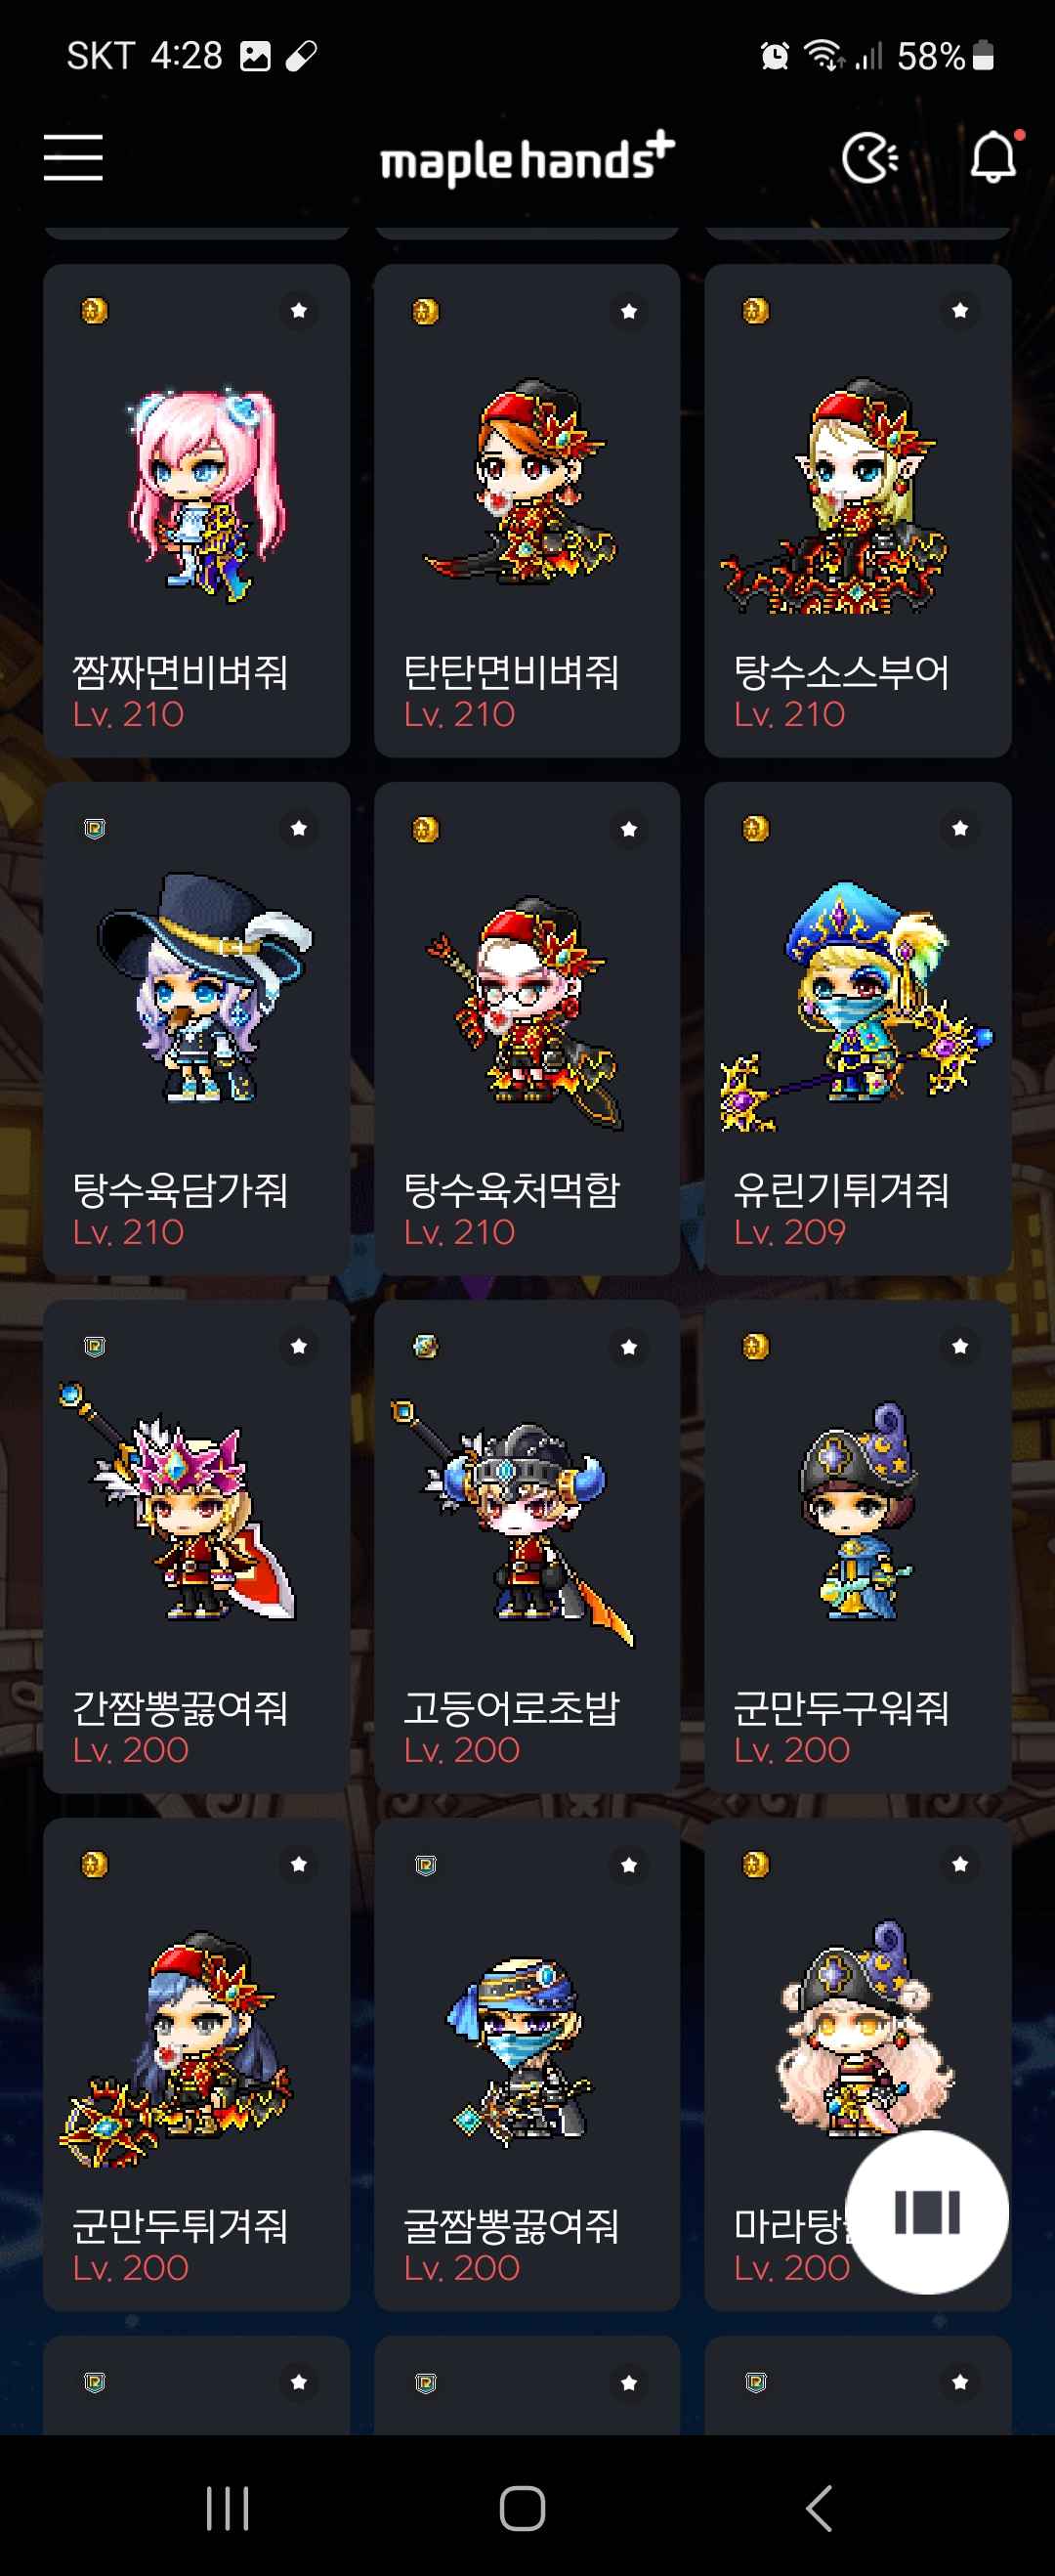 SKT 4:28
58%
maple hands+
짬짜면비벼줘
Lv. 210
탄탄면비벼줘
Lv. 210
탕수소스부어
Lv. 210
탕수육담가줘
Lv. 210
탕수육처먹함
Lv. 210
유린기튀겨줘
Lv. 209
간짬뽕끓여줘
Lv. 200
고등어로초밥
Lv. 200
군만두구워줘
Lv. 200
군만두튀겨줘
Lv. 200
굴짬뽕끓여줘
Lv. 200
마라탕
Lv. 200